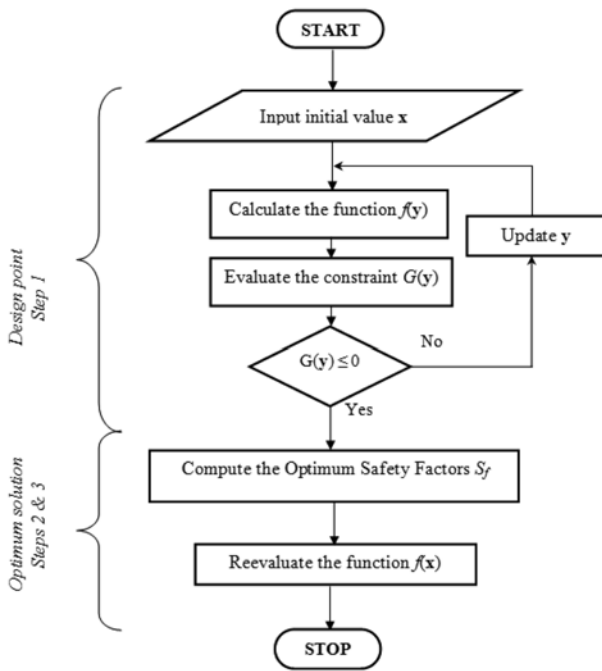 START
Input initial value x
Calculate the function f(y)
Update y
Evaluate the constraint G(y)
G(y) ≤ 0
No
Yes
Design point
Step 1
Compute the Optimum Safety Factors Sf
Reevaluate the function f(x)
Optimum solution
Steps 2 & 3
STOP